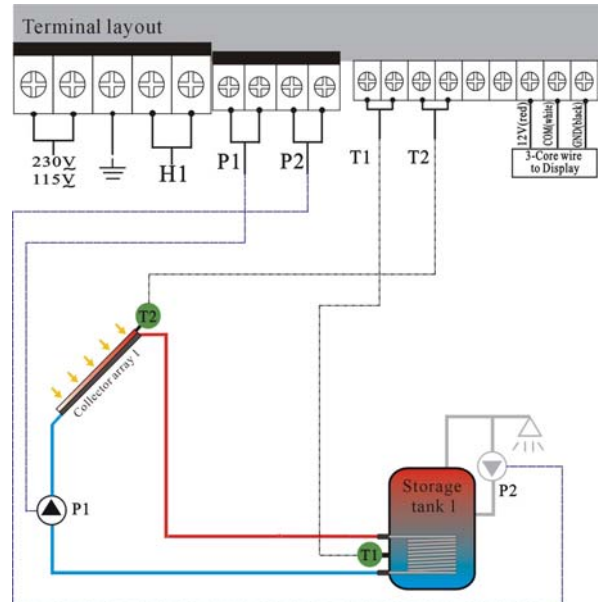 Terminal layout
230V
115V
H1
P1
P2
T1
T2
12V(red)
COM(white)
GND(black)
3-Core wire
to Display
T2
Collector array 1
P1
Storage
tank 1
P2
T1